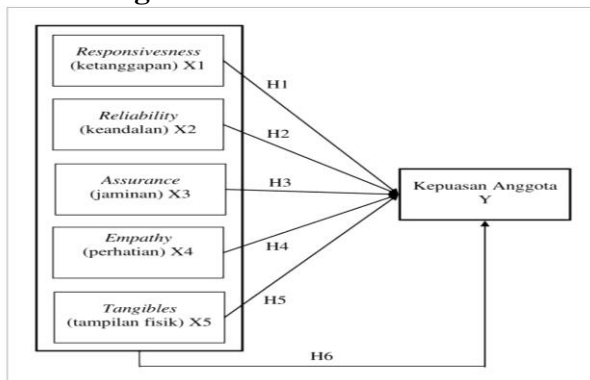 Responsivesness
(ketanggapan) X1
H1
Reliability
(keandalan) X2
H2
Assurance
(jaminan) X3
H3
Kepuasan Anggota
Y
Empathy
(perhatian) X4
H4
Tangibles
(tampilan fisik) X5
H5
H6